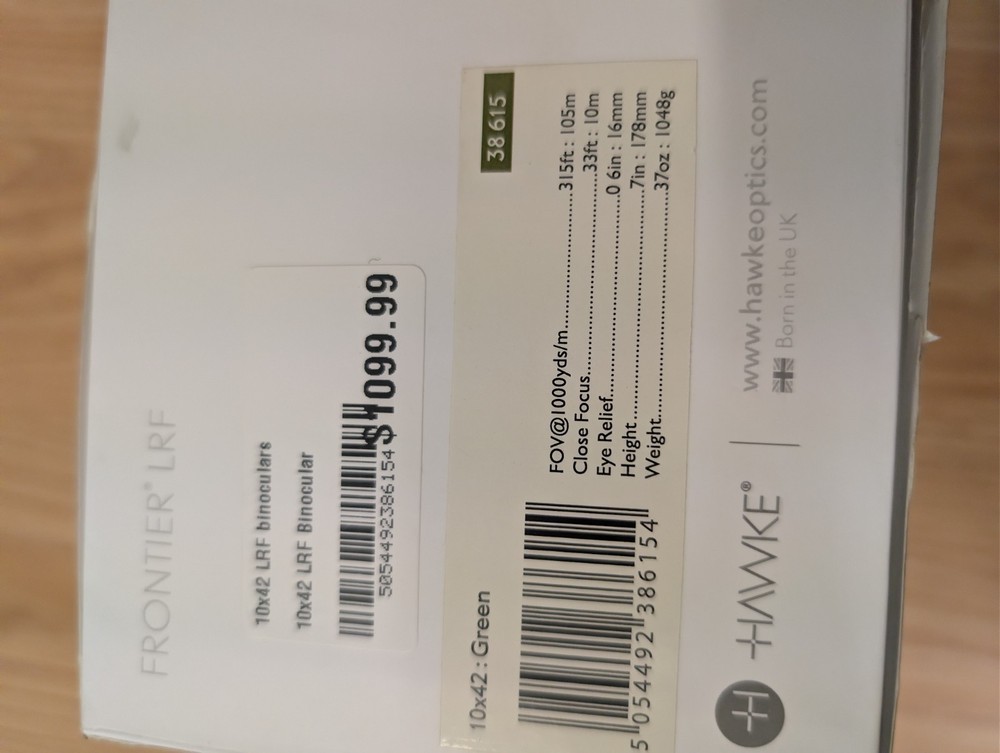 FRONTIER® LRF
10x42 LRF binoculars
10x42 LRF Binocular
$1099.99
5054492386154
38 615
10x42 : Green
FOV@1000yds/m..............................315ft : 105m
Close Focus..............................33ft : 10m
Eye Relief..............................0 6in : 16mm
Height..............................7in : 178mm
Weight..............................37oz : 1048g
5 054492 386154
HAWKE®
www.hawkeoptics.com
Born in the UK